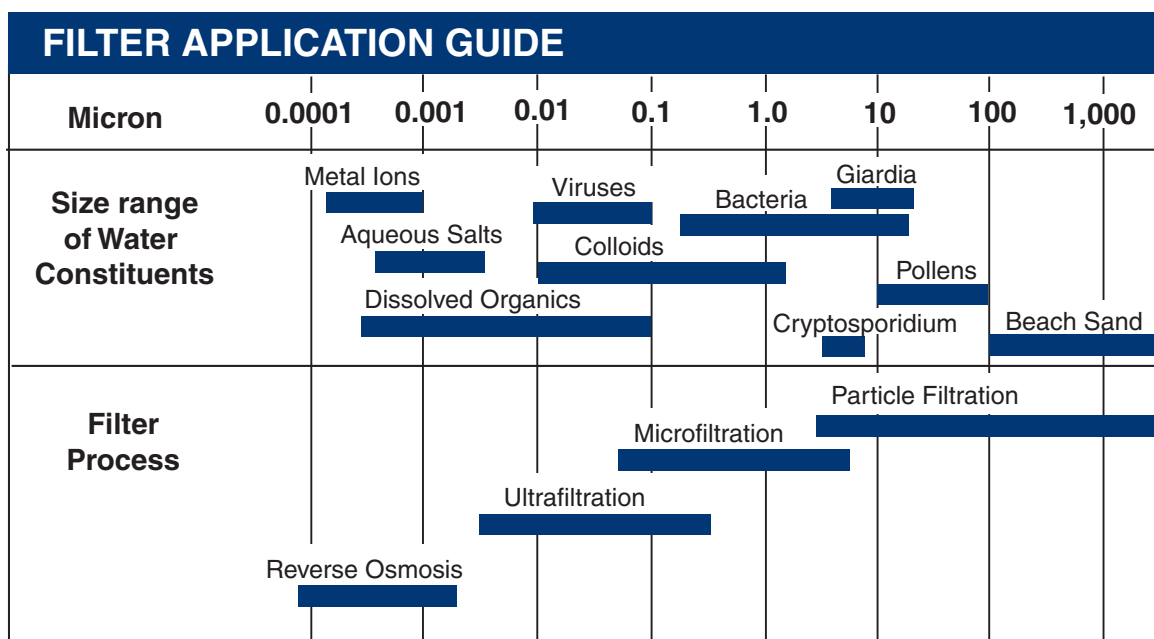 FILTER APPLICATION GUIDE
Micron 0.0001 0.001 0.01 0.1 1.0 10 100 1,000
Size range
of Water
Constituents
Metal Ions
Viruses
Giardia
Bacteria
Aqueous Salts
Colloids
Pollens
Dissolved Organics
Cryptosporidium
Beach Sand
Filter
Process
Particle Filtration
Microfiltration
Ultrafiltration
Reverse Osmosis